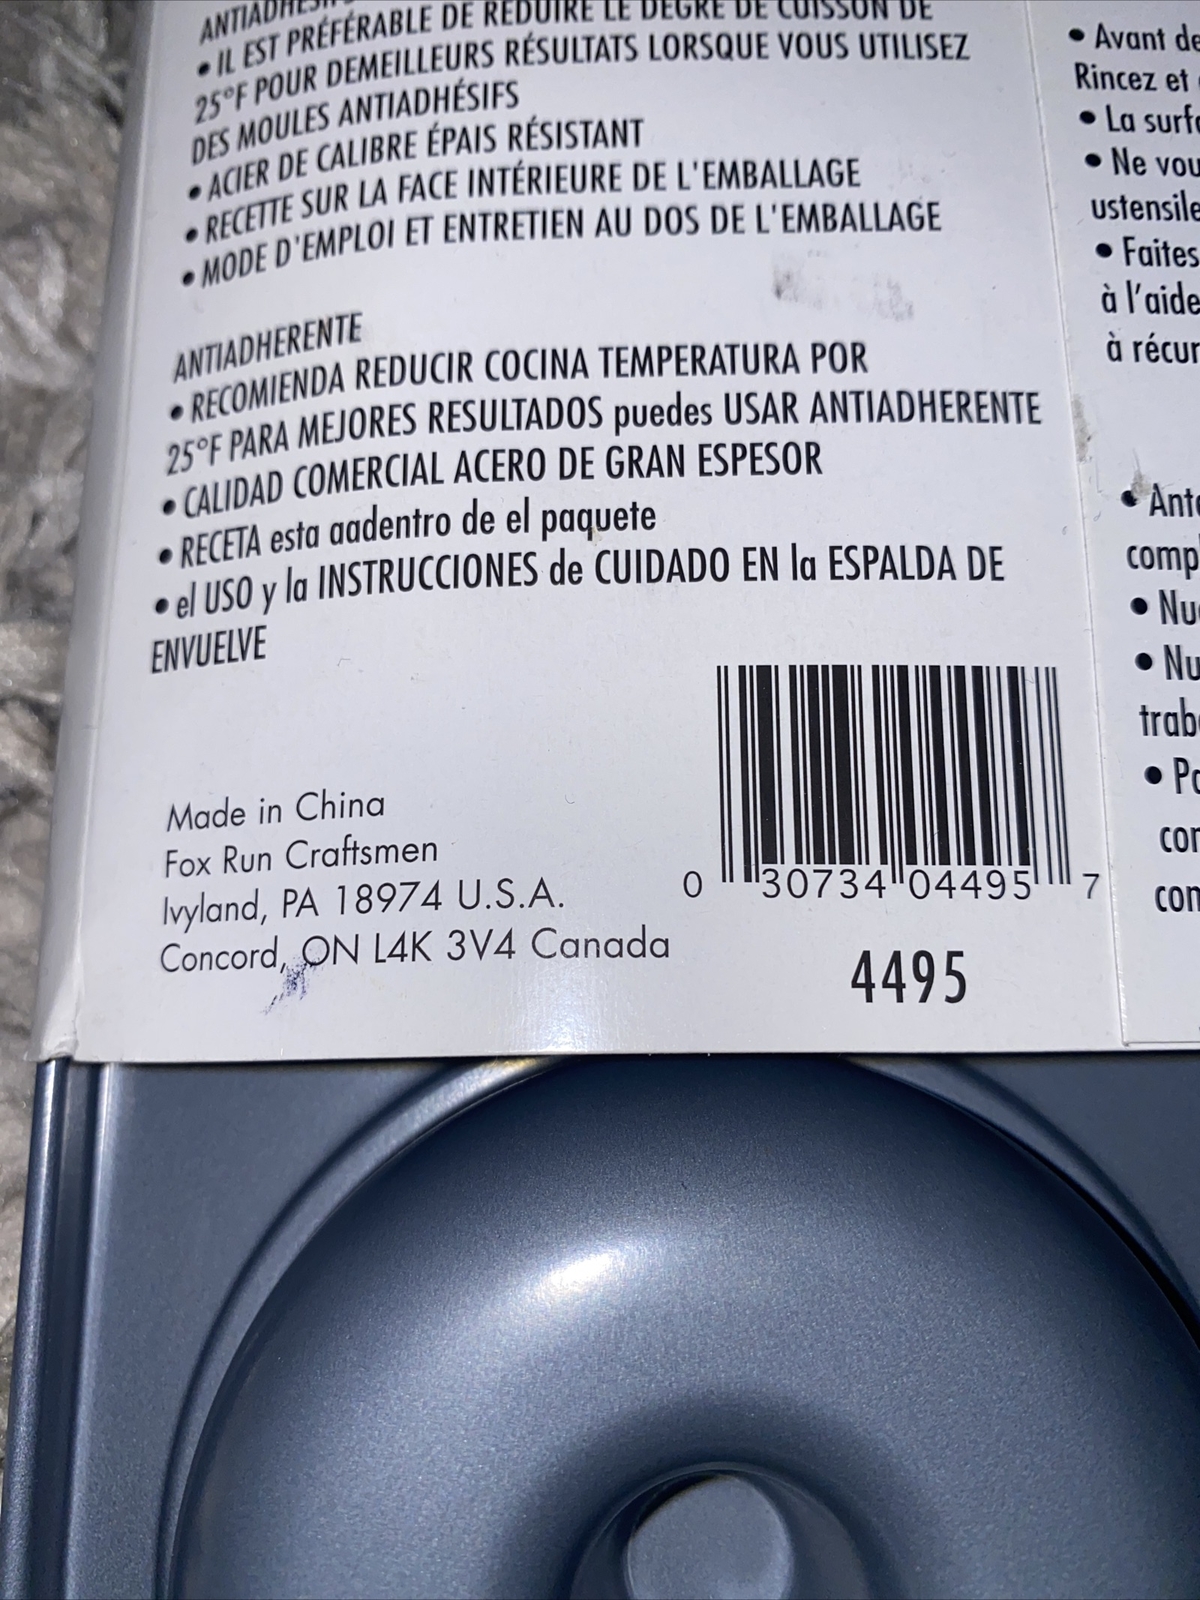 ANTIADHÉSIFS
• IL EST PRÉFÉRABLE DE RÉDUIRE LE DEGRÉ DE CUISSON DE
25°F POUR DEMEILLEURS RÉSULTATS LORSQUE VOUS UTILISEZ
DES MOULES ANTIADHÉSIFS
• ACIER DE CALIBRE ÉPAIS RÉSISTANT
• RECETTE SUR LA FACE INTÉRIEURE DE L'EMBALLAGE
• MODE D'EMPLOI ET ENTRETIEN AU DOS DE L'EMBALLAGE
ANTIADHERENTE
• RECOMIENDA REDUCIR COCINA TEMPERATURA POR
25°F PARA MEJORES RESULTADOS puedes USAR ANTIADHERENTE
• CALIDAD COMERCIAL ACERO DE GRAN ESPESOR
• RECETA esta aadentro de el paquete
• el USO y la INSTRUCCIONES de CUIDADO EN la ESPALDA DE
ENVUELVE
Made in China
Fox Run Craftsmen
Ivyland, PA 18974 U.S.A.
Concord, ON L4K 3V4 Canada
0 30734 04495 7
4495
• Avant de
Rincez et
• La surf
• Ne vou
ustensile
• Faites
à l'aide
à récur
• Ant
comp
• Nu
• Nu
trab
• Po
cor
con